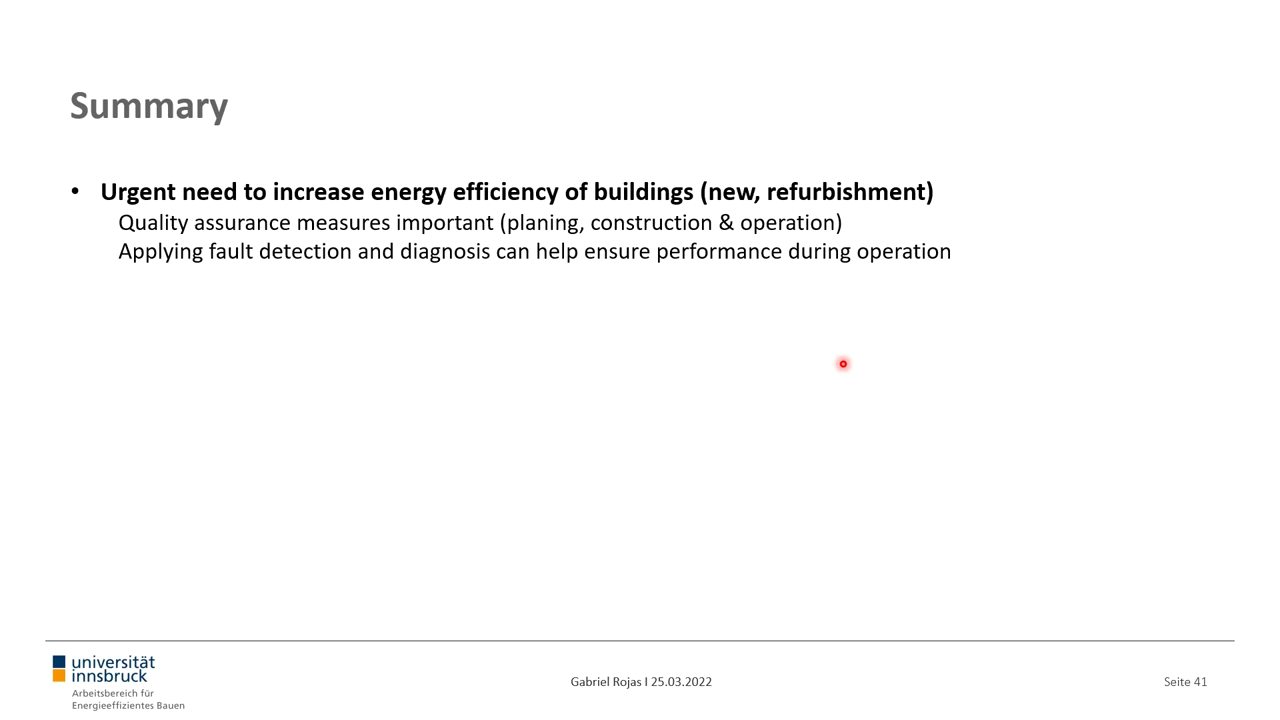 Summary
• Urgent need to increase energy efficiency of buildings (new, refurbishment)
Quality assurance measures important (planing, construction & operation)
Applying fault detection and diagnosis can help ensure performance during operation
universität
innsbruck
Arbeitsbereich für
Energieeffizientes Bauen
Gabriel Rojas I 25.03.2022
Seite 41